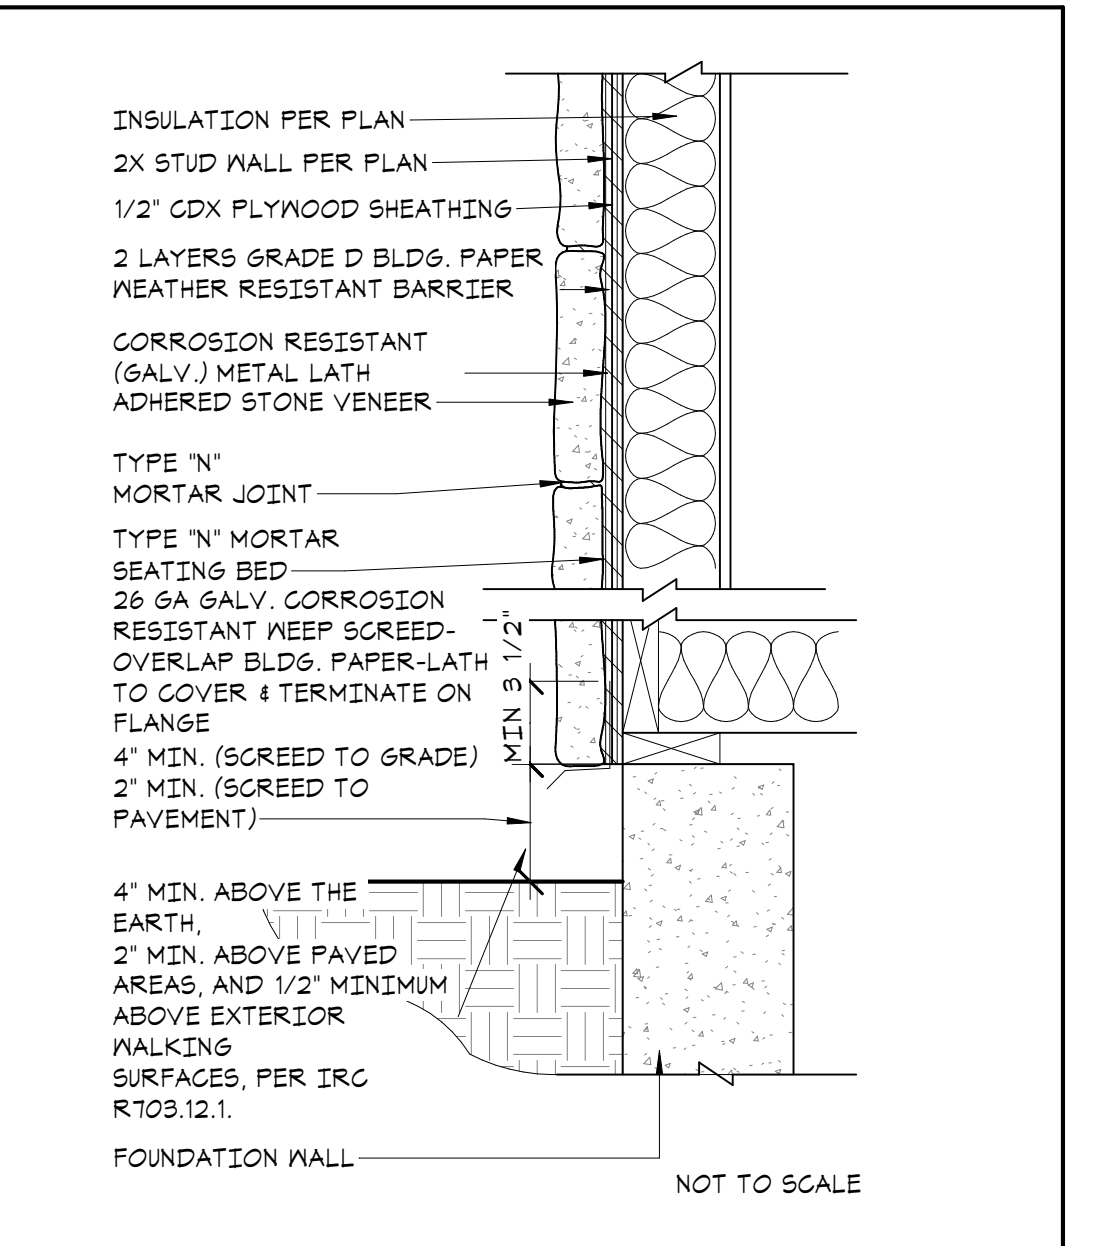 INSULATION PER PLAN
2X STUD WALL PER PLAN
1/2" CDX PLYWOOD SHEATHING
2 LAYERS GRADE D BLDG. PAPER
WEATHER RESISTANT BARRIER
CORROSION RESISTANT
(GALV.) METAL LATH
ADHERED STONE VENEER
TYPE "N"
MORTAR JOINT
TYPE "N" MORTAR
SEATING BED
26 GA GALV. CORROSION
RESISTANT WEEP SCREED-
OVERLAP BLDG. PAPER-LATH
TO COVER & TERMINATE ON
FLANGE
MIN 3 1/2"
4" MIN. (SCREED TO GRADE)
2" MIN. (SCREED TO
PAVEMENT)
4" MIN. ABOVE THE
EARTH,
2" MIN. ABOVE PAVED
AREAS, AND 1/2" MINIMUM
ABOVE EXTERIOR
WALKING
SURFACES, PER IRC
R703.12.1.
FOUNDATION WALL
NOT TO SCALE